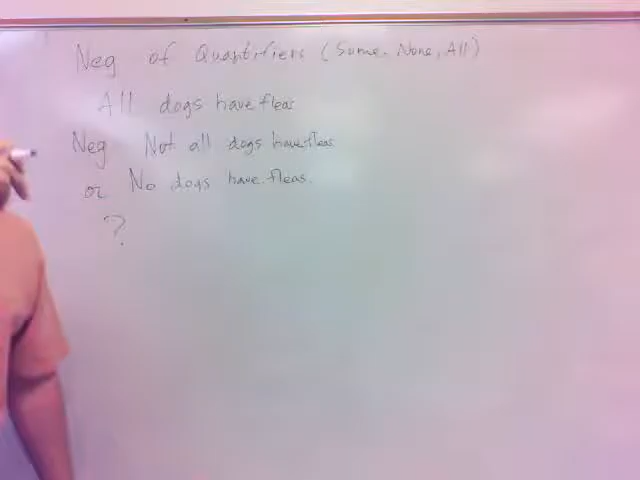 Neg of Quantifiers (Some, None, All)
All dogs have fleas
Neg Not all dogs have fleas
or No dogs have fleas.
?